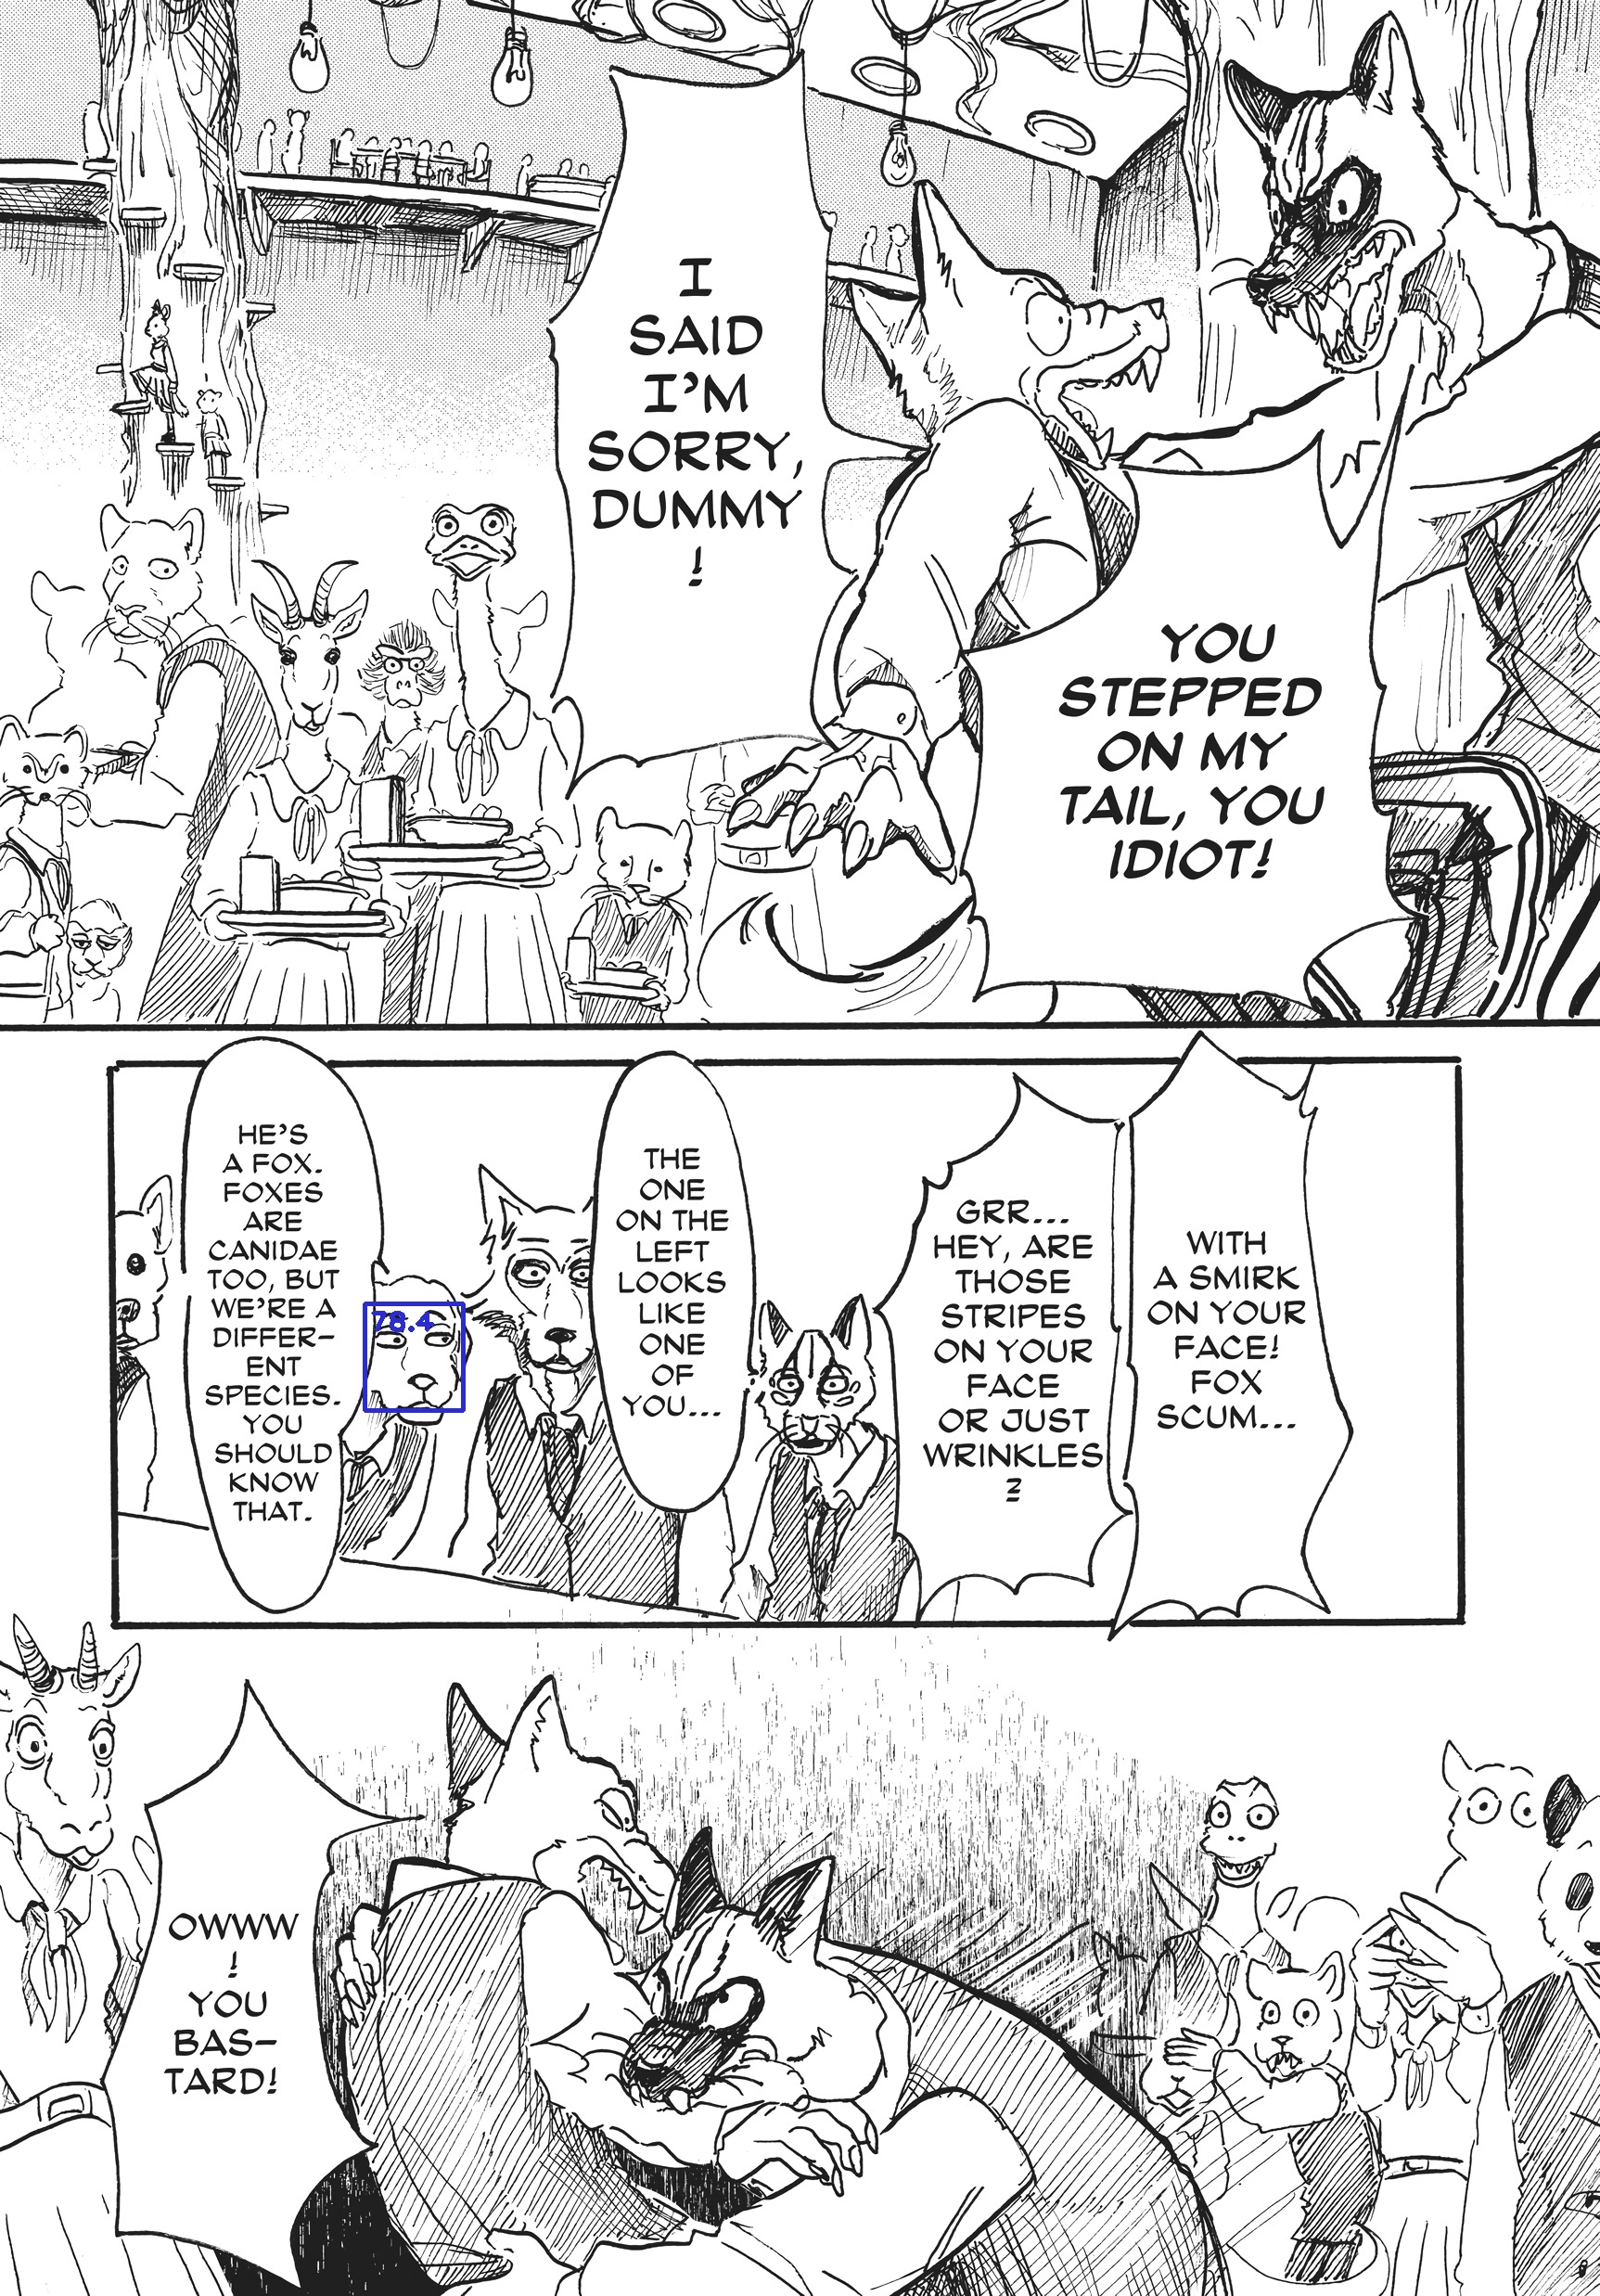 YOU
STEPPED
ON MY
TAIL, YOU
IDIOT!
I
SAID
I'M
SORRY,
DUMMY
!
WITH
A SMIRK
ON YOUR
FACE!
FOX
SCUM...
GRR...
HEY, ARE
THOSE
STRIPES
ON YOUR
FACE
OR JUST
WRINKLES
?
THE
ONE
ON THE
LEFT
LOOKS
LIKE
ONE
OF
YOU...
78.4
HE'S
A FOX.
FOXES
ARE
CANIDAE
TOO, BUT
WE'RE A
DIFFER-
ENT
SPECIES.
YOU
SHOULD
KNOW
THAT.
OWWW
!
YOU
BAS-
TARD!